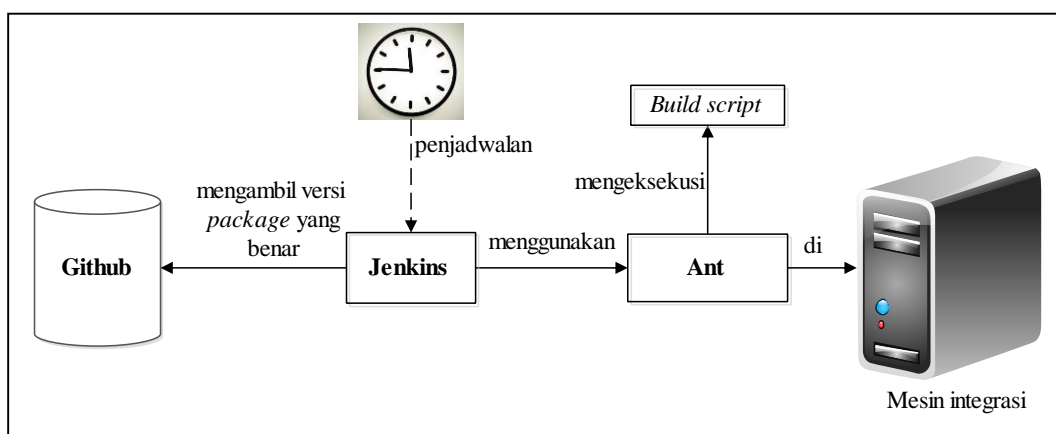 Build script
penjadwalan
mengeksekusi
mengambil versi
package yang
benar
Github
Jenkins
menggunakan
Ant
di
Mesin integrasi